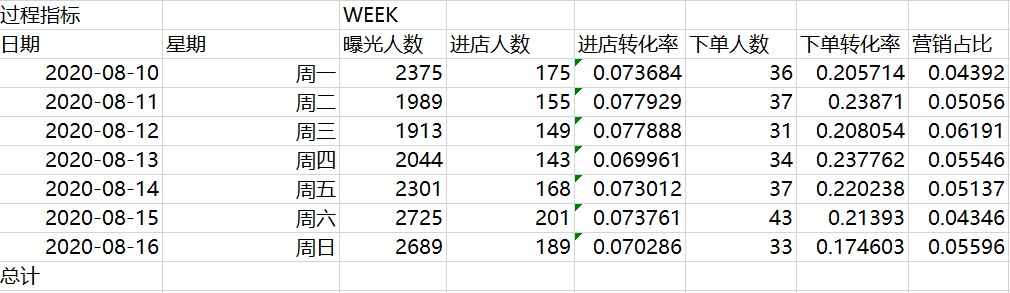 过程指标 WEEK
日期 星期 曝光人数 进店人数 进店转化率 下单人数 下单转化率 营销占比
2020-08-10 周一 2375 175 0.073684 36 0.205714 0.04392
2020-08-11 周二 1989 155 0.077929 37 0.23871 0.05056
2020-08-12 周三 1913 149 0.077888 31 0.208054 0.06191
2020-08-13 周四 2044 143 0.069961 34 0.237762 0.05546
2020-08-14 周五 2301 168 0.073012 37 0.220238 0.05137
2020-08-15 周六 2725 201 0.073761 43 0.21393 0.04346
2020-08-16 周日 2689 189 0.070286 33 0.174603 0.05596
总计